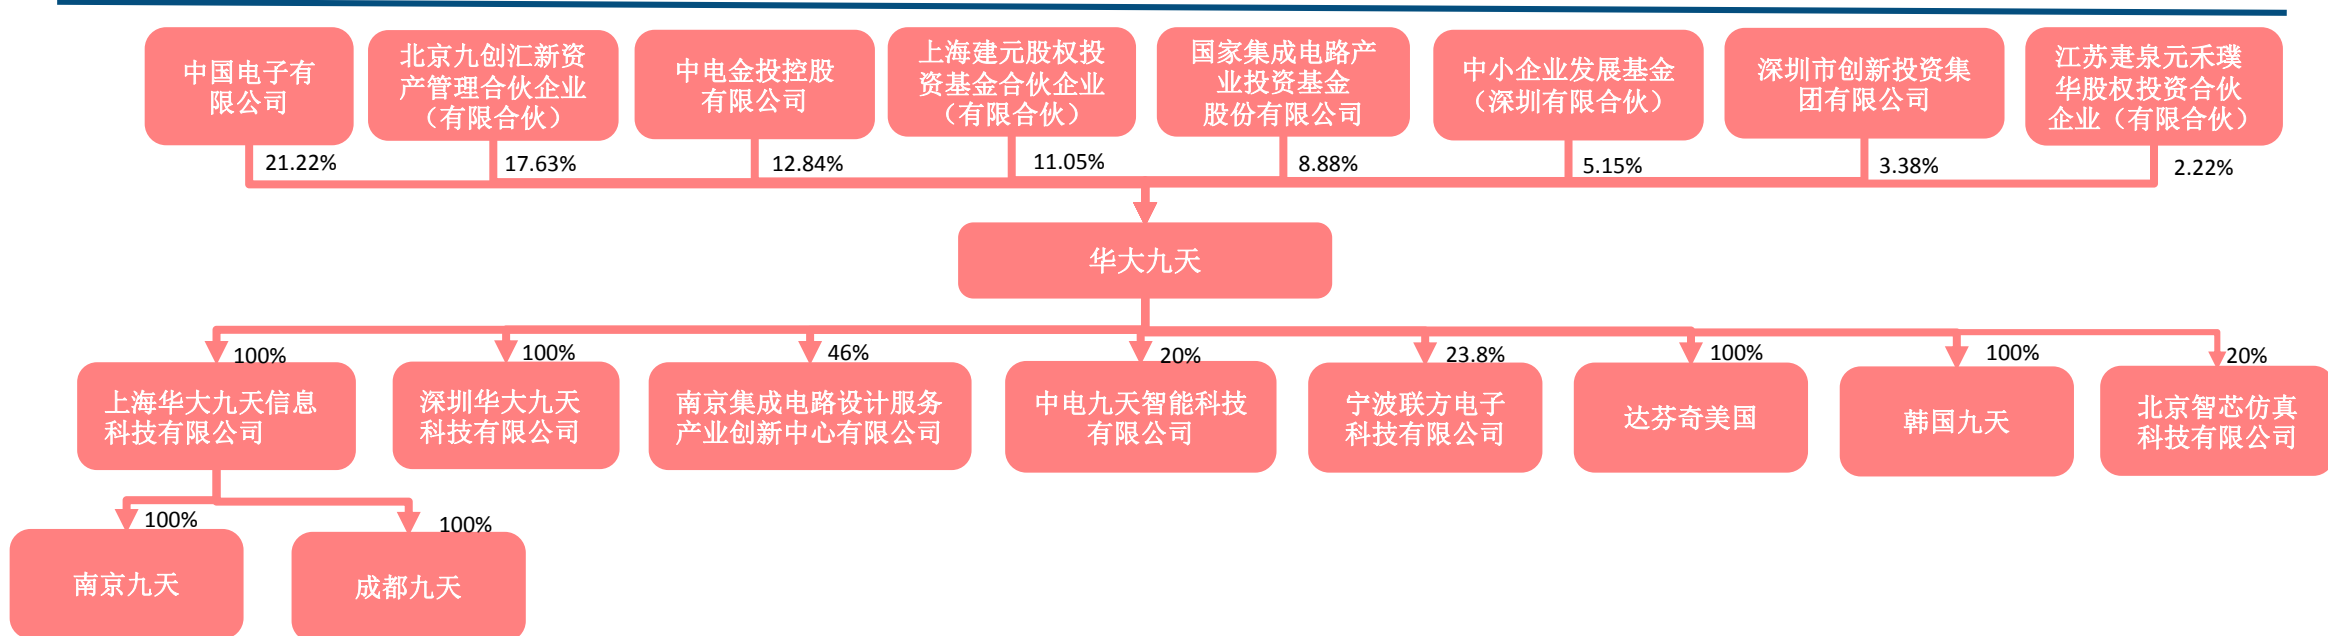 中国电子有
限公司
北京九创汇新资
产管理合伙企业
（有限合伙）
中电金投控股
有限公司
上海建元股权投
资基金合伙企业
（有限合伙）
国家集成电路产
业投资基金
股份有限公司
中小企业发展基金
（深圳有限合伙）
深圳市创新投资集
团有限公司
江苏疌泉元禾璞
华股权投资合伙
企业（有限合伙）
21.22%
17.63%
12.84%
11.05%
8.88%
5.15%
3.38%
2.22%
华大九天
100%
100%
46%
20%
23.8%
100%
100%
20%
上海华大九天信息
科技有限公司
深圳华大九天
科技有限公司
南京集成电路设计服务
产业创新中心有限公司
中电九天智能科技
有限公司
宁波联方电子
科技有限公司
达芬奇美国
韩国九天
北京智芯仿真
科技有限公司
100%
100%
南京九天
成都九天